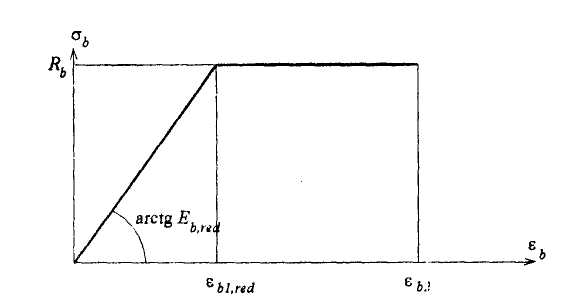 σb
Rb
arctg Eb,red
εb
εb1,red